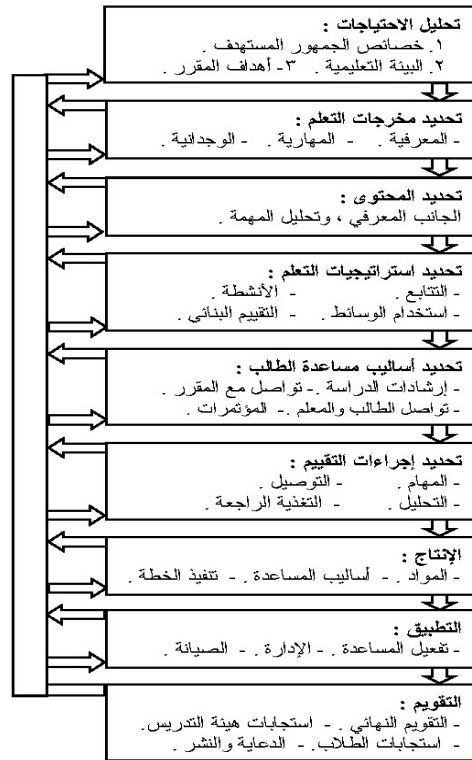 تحليل الاحتياجات :
١. خصائص الجمهور المستهدف .
٢. البيئة التعليمية . ٣- أهداف المقرر .
تحديد مخرجات التعلم :
- المعرفية . - المهارية . - الوجدانية .
تحديد المحتوى :
الجانب المعرفي ، وتحليل المهمة .
تحديد استراتيجيات التعلم :
- التتابع . - الأنشطة .
- استخدام الوسائط . - التقييم البنائي .
تحديد أساليب مساعدة الطالب :
- إرشادات الدراسة .- تواصل مع المقرر .
- تواصل الطالب والمعلم .- المؤتمرات .
تحديد إجراءات التقييم :
- المهام . - التوصيل .
- التحليل . - التغذية الراجعة .
الإنتاج :
- المواد . - أساليب المساعدة . - تنفيذ الخطة .
التطبيق :
- تفعيل المساعدة . - الإدارة . - الصيانة .
التقويم :
- التقويم النهائي . - استجابات هيئة التدريس.
- استجابات الطلاب. - الدعاية والنشر .